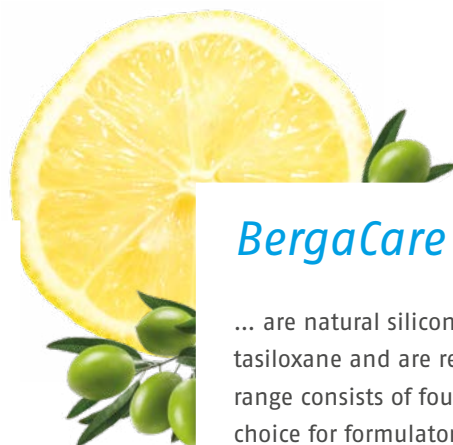 BergaCare
... are natural silicon
tasiloxane and are re
range consists of fou
choice for formulator